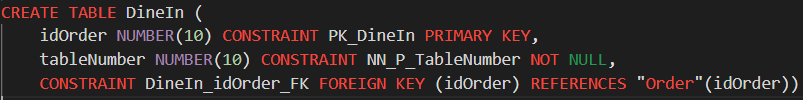 CREATE TABLE DineIn (
    idOrder NUMBER(10) CONSTRAINT PK_DineIn PRIMARY KEY,
    tableNumber NUMBER(10) CONSTRAINT NN_P_TableNumber NOT NULL,
    CONSTRAINT DineIn_idOrder_FK FOREIGN KEY (idOrder) REFERENCES "Order"(idOrder))